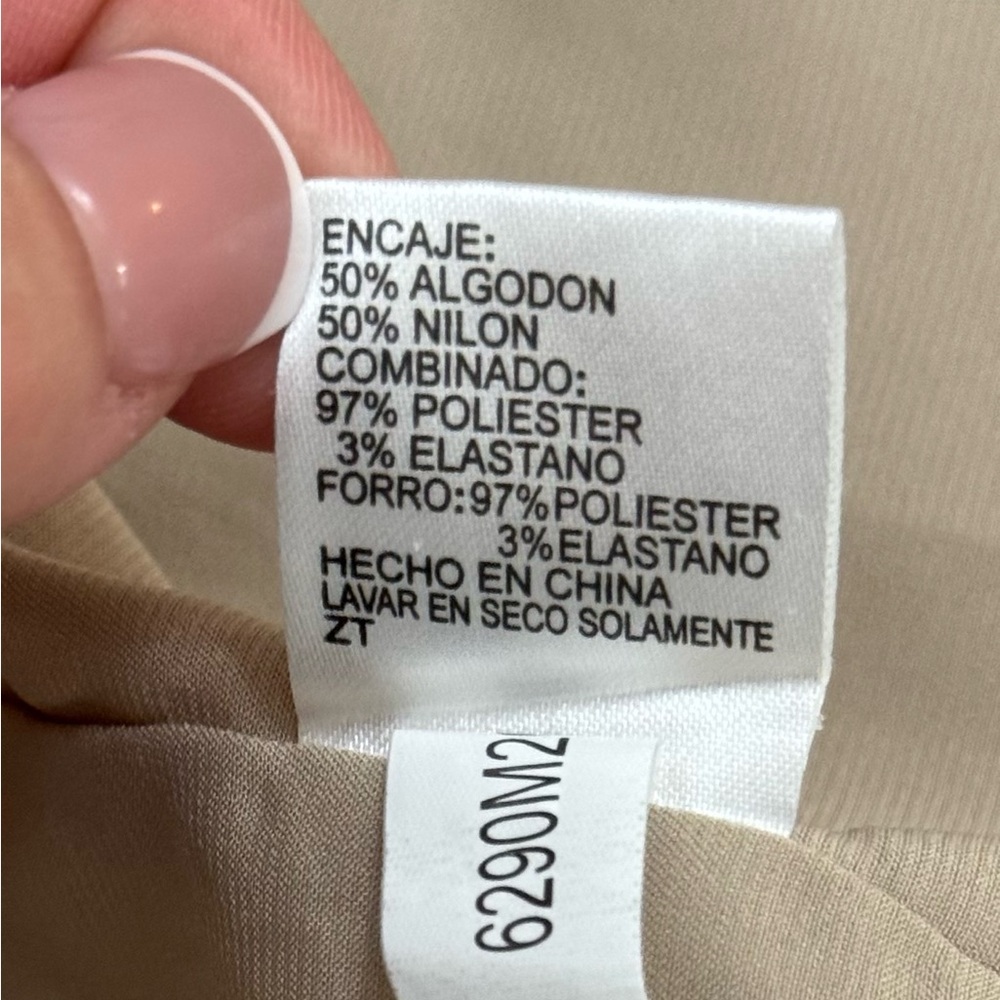 ENCAJE:
50% ALGODON
50% NILON
COMBINADO:
97% POLIESTER
3% ELASTANO
FORRO: 97% POLIESTER
3% ELASTANO
HECHO EN CHINA
LAVAR EN SECO SOLAMENTE
ZT
6290M2